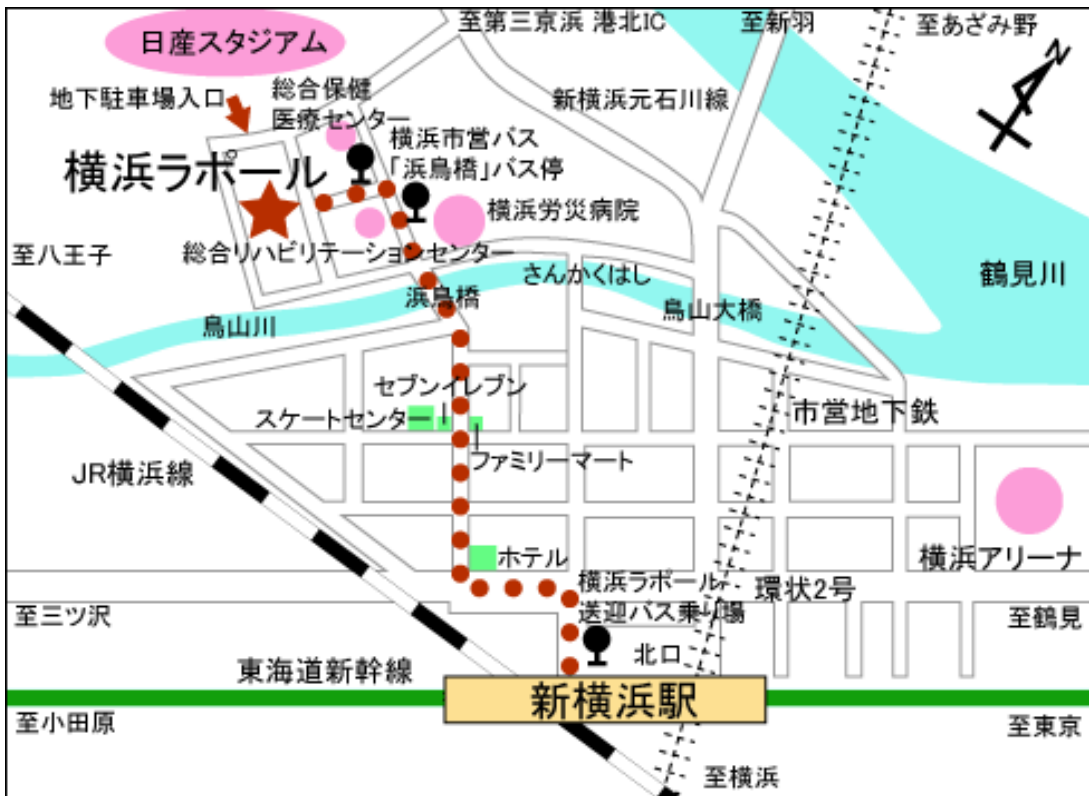 至第三京浜 港北IC
至新羽
至あざみ野
日産スタジアム
N
地下駐車場入口
総合保健
医療センター
新横浜元石川線
横浜市営バス
「浜鳥橋」バス停
横浜ラポール
横浜労災病院
至八王子
総合リハビリテーションセンター
さんかくはし
鶴見川
浜鳥橋
鳥山大橋
鳥山川
セブンイレブン
スケートセンター
市営地下鉄
ファミリーマート
JR横浜線
ホテル
横浜アリーナ
横浜ラポール
送迎バス乗り場
環状2号
至三ツ沢
至鶴見
北口
東海道新幹線
新横浜駅
至小田原
至東京
至横浜